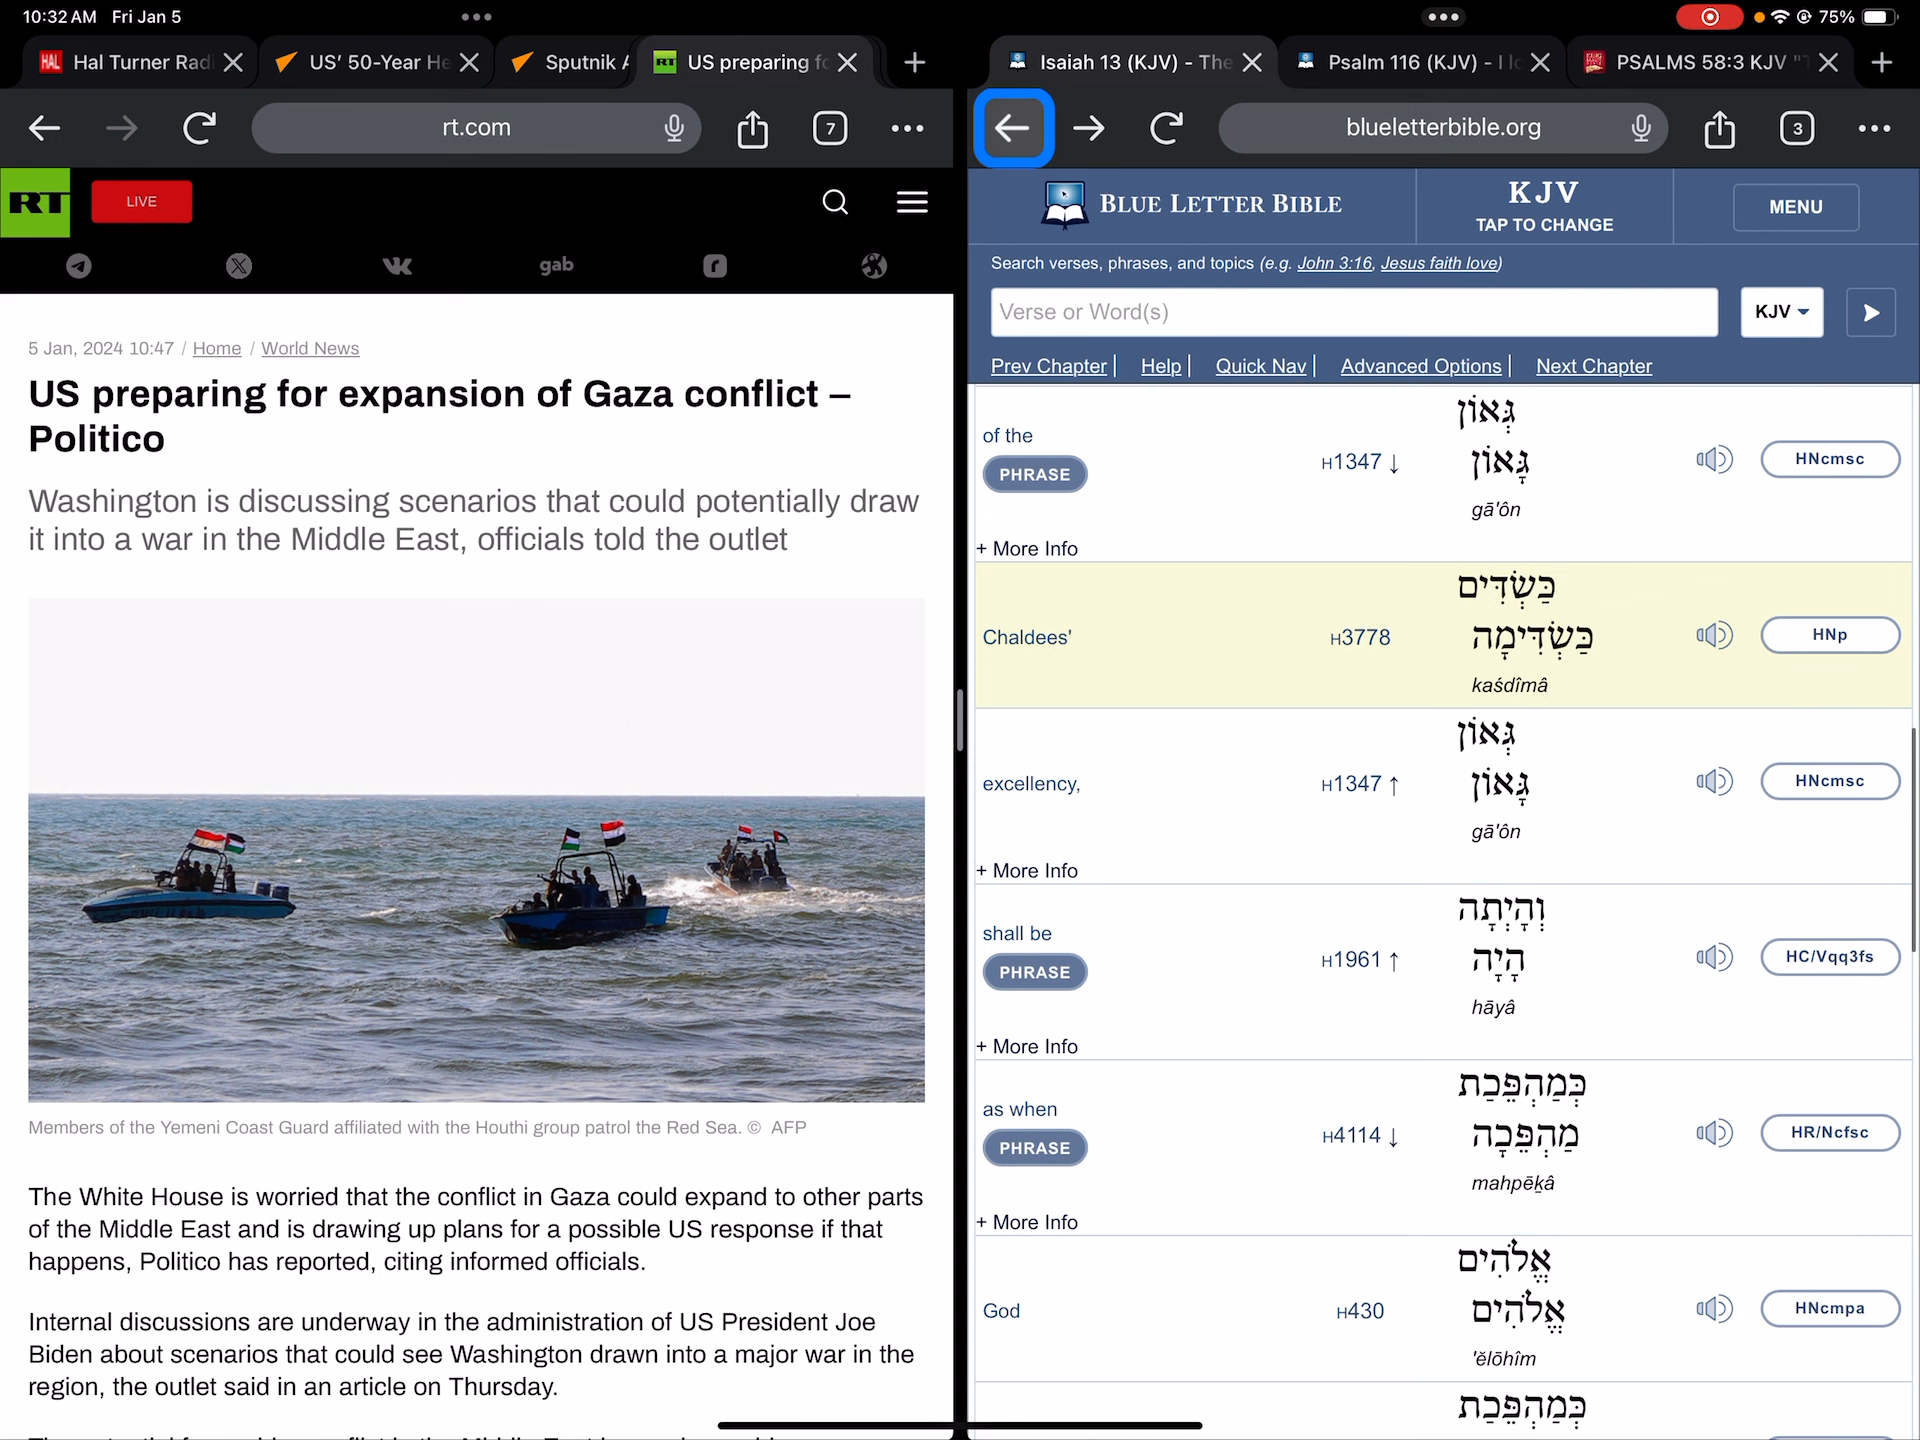 10:32 AM Fri Jan 5
75%
Hal Turner Rad
US' 50-Year He
Sputnik A
US preparing fo
rt.com
7
RT
LIVE
gab
5 Jan, 2024 10:47 / Home / World News
US preparing for expansion of Gaza conflict –
Politico
Washington is discussing scenarios that could potentially draw
it into a war in the Middle East, officials told the outlet
Members of the Yemeni Coast Guard affiliated with the Houthi group patrol the Red Sea. © AFP
The White House is worried that the conflict in Gaza could expand to other parts
of the Middle East and is drawing up plans for a possible US response if that
happens, Politico has reported, citing informed officials.
Internal discussions are underway in the administration of US President Joe
Biden about scenarios that could see Washington drawn into a major war in the
region, the outlet said in an article on Thursday.
Isaiah 13 (KJV) - The
Psalm 116 (KJV) - I lo
PSALMS 58:3 KJV "T
blueletterbible.org
3
BLUE LETTER BIBLE
KJV
TAP TO CHANGE
MENU
Search verses, phrases, and topics (e.g. John 3:16, Jesus faith love)
Verse or Word(s)
KJV
Prev Chapter | Help | Quick Nav | Advanced Options | Next Chapter
גְּאוֹן
of the
PHRASE
H1347 ↓
גָּאוֹן
HNcmsc
gā'ôn
+ More Info
כַּשְׂדִּים
Chaldees'
H3778
כַּשְׂדִּימָה
HNp
kaśdîmâ
גְּאוֹן
excellency,
H1347 ↑
גָּאוֹן
HNcmsc
gā'ôn
+ More Info
וְהָיְתָה
shall be
PHRASE
H1961 ↑
הָיָה
HC/Vqq3fs
hāyâ
+ More Info
כְּמַהְפֵּכַת
as when
PHRASE
H4114 ↓
מַהְפֵּכָה
HR/Ncfsc
mahpēḵâ
+ More Info
אֱלֹהִים
God
H430
אֱלֹהִים
HNcmpa
'ĕlōhîm
כְּמַהְפֵּכַת